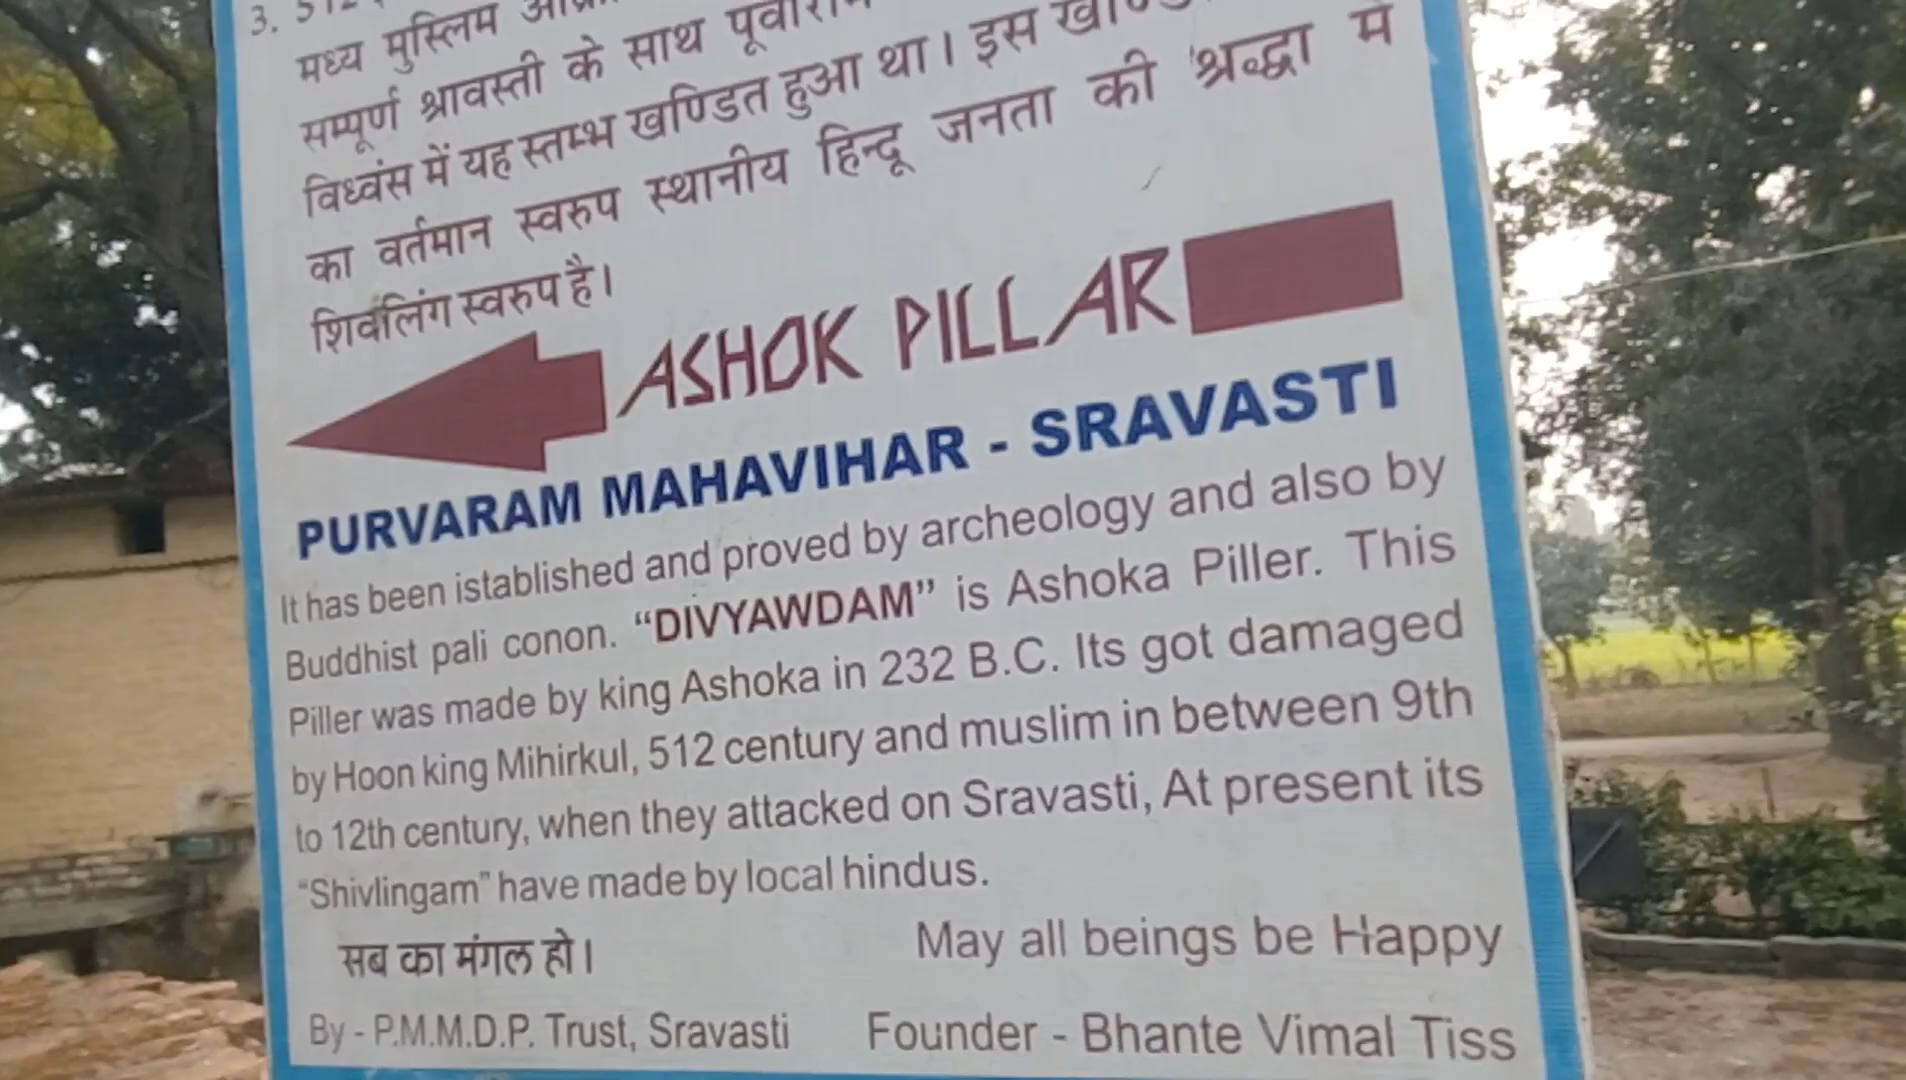 3. 512
मध्य मुस्लिम
सम्पूर्ण श्रावस्ती के साथ
विध्वंस में यह स्तम्भ खण्डित हुआ था। इस
का वर्तमान स्वरुप स्थानीय हिन्दू जनता की श्रद्धा में
शिवलिंग स्वरुप है।
ASHOK PILLAR
PURVARAM MAHAVIHAR - SRAVASTI
It has been istablished and proved by archeology and also by
Buddhist pali conon. “DIVYAWDAM” is Ashoka Piller. This
Piller was made by king Ashoka in 232 B.C. Its got damaged
by Hoon king Mihirkul, 512 century and muslim in between 9th
to 12th century, when they attacked on Sravasti, At present its
“Shivlingam” have made by local hindus.
सब का मंगल हो। May all beings be Happy
By - P.M.M.D.P. Trust, Sravasti Founder - Bhante Vimal Tiss